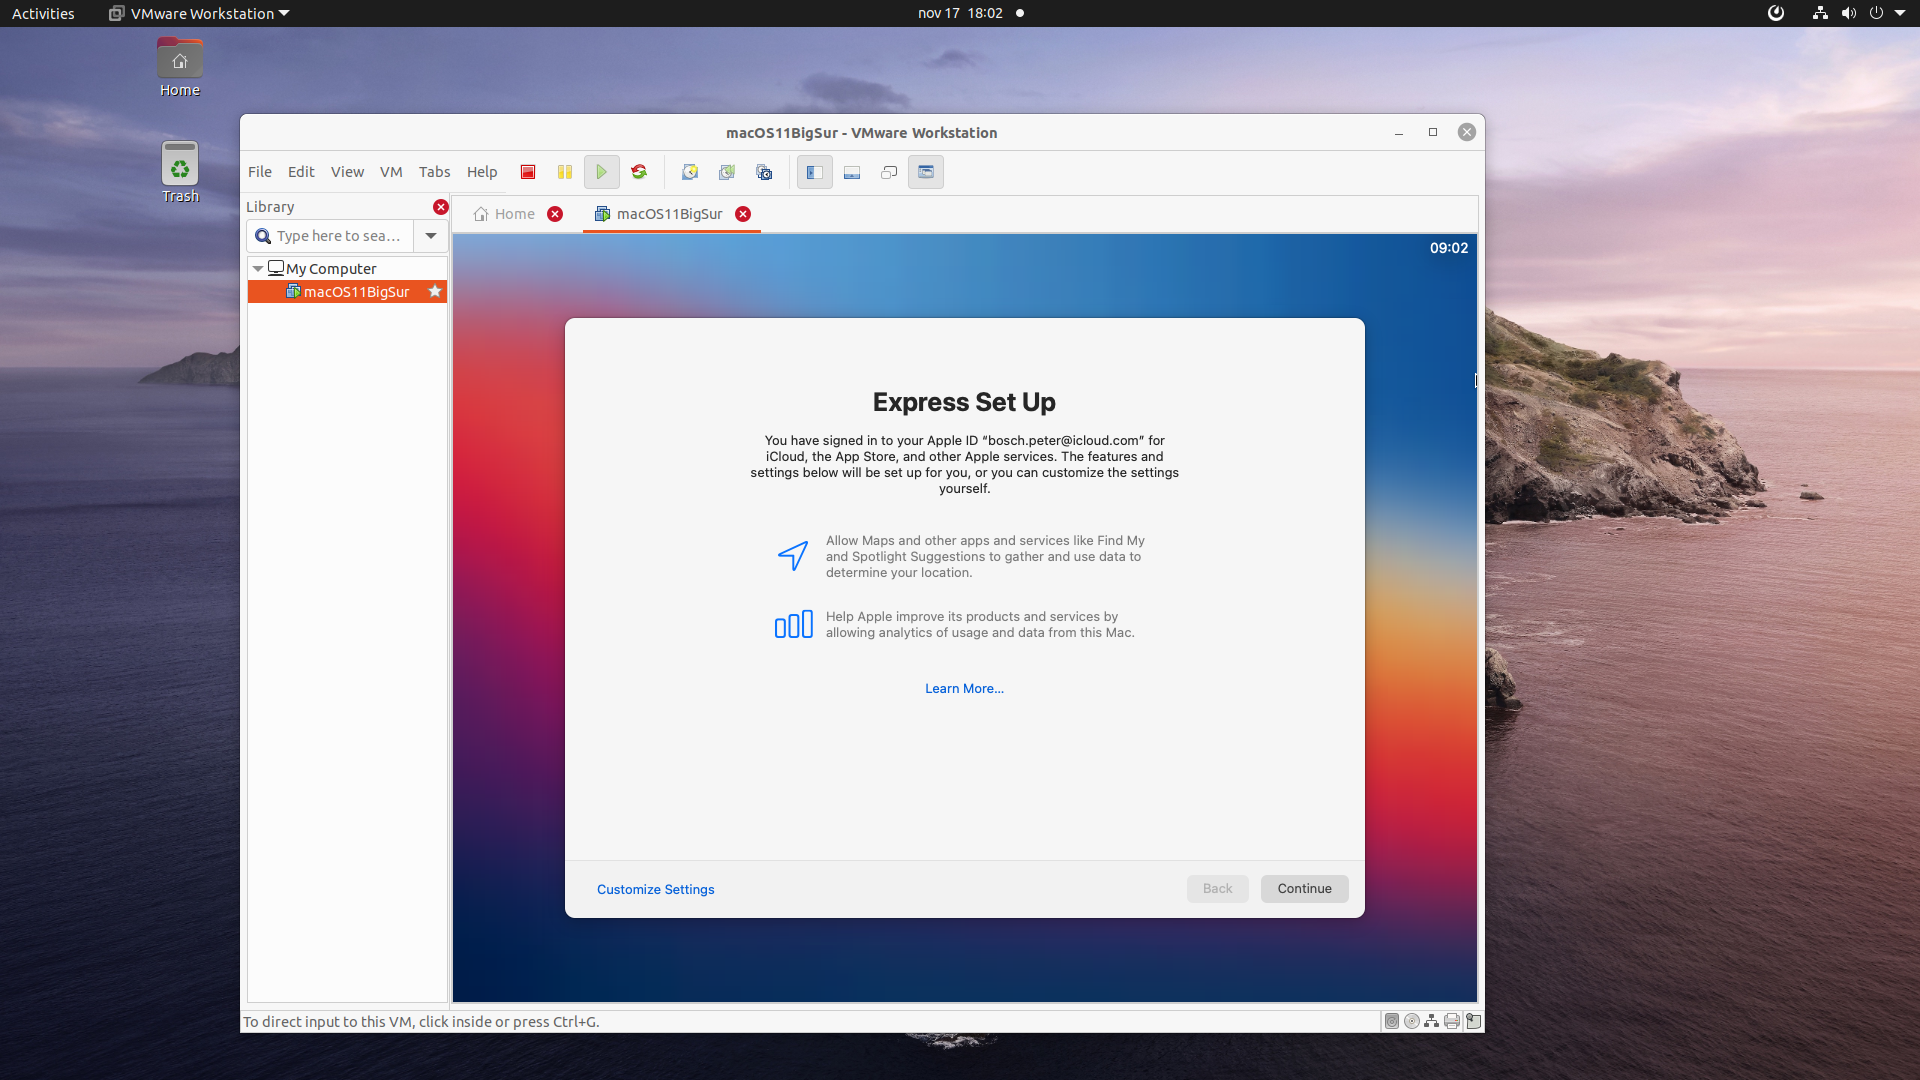 Activities
VMware Workstation
nov 17 18:02
Home
Trash
macOS11BigSur - VMware Workstation
File Edit View VM Tabs Help
Library
Type here to sea…
My Computer
macOS11BigSur
Home
macOS11BigSur
09:02
Express Set Up
You have signed in to your Apple ID “bosch.peter@icloud.com” for
iCloud, the App Store, and other Apple services. The features and
settings below will be set up for you, or you can customize the settings
yourself.
Allow Maps and other apps and services like Find My
and Spotlight Suggestions to gather and use data to
determine your location.
Help Apple improve its products and services by
allowing analytics of usage and data from this Mac.
Learn More...
Customize Settings
Back
Continue
To direct input to this VM, click inside or press Ctrl+G.